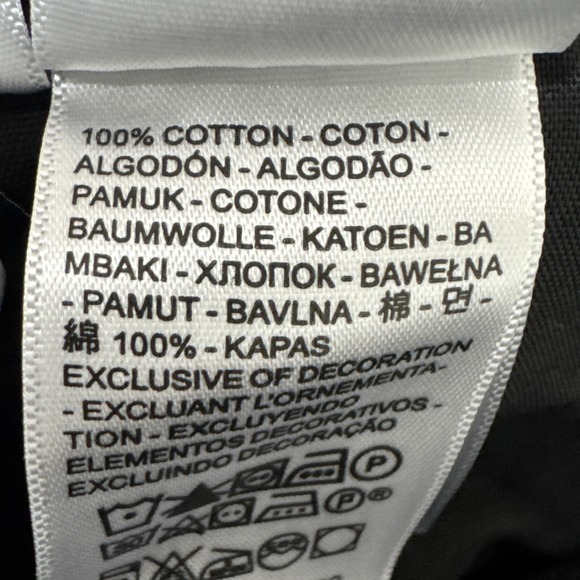 100% COTTON - COTON -
ALGODÓN - ALGODÃO -
PAMUK - COTONE -
BAUMWOLLE - KATOEN - BA
MBAKI - ХЛОПОК - BAWEŁNA
- PAMUT - BAVLNA - 棉 - 면 -
綿 100% - KAPAS
EXCLUSIVE OF DECORATION
- EXCLUANT L'ORNEMENTA-
TION - EXCLUYENDO
ELEMENTOS DECORATIVOS -
EXCLUINDO DECORAÇÃO
P
P ®